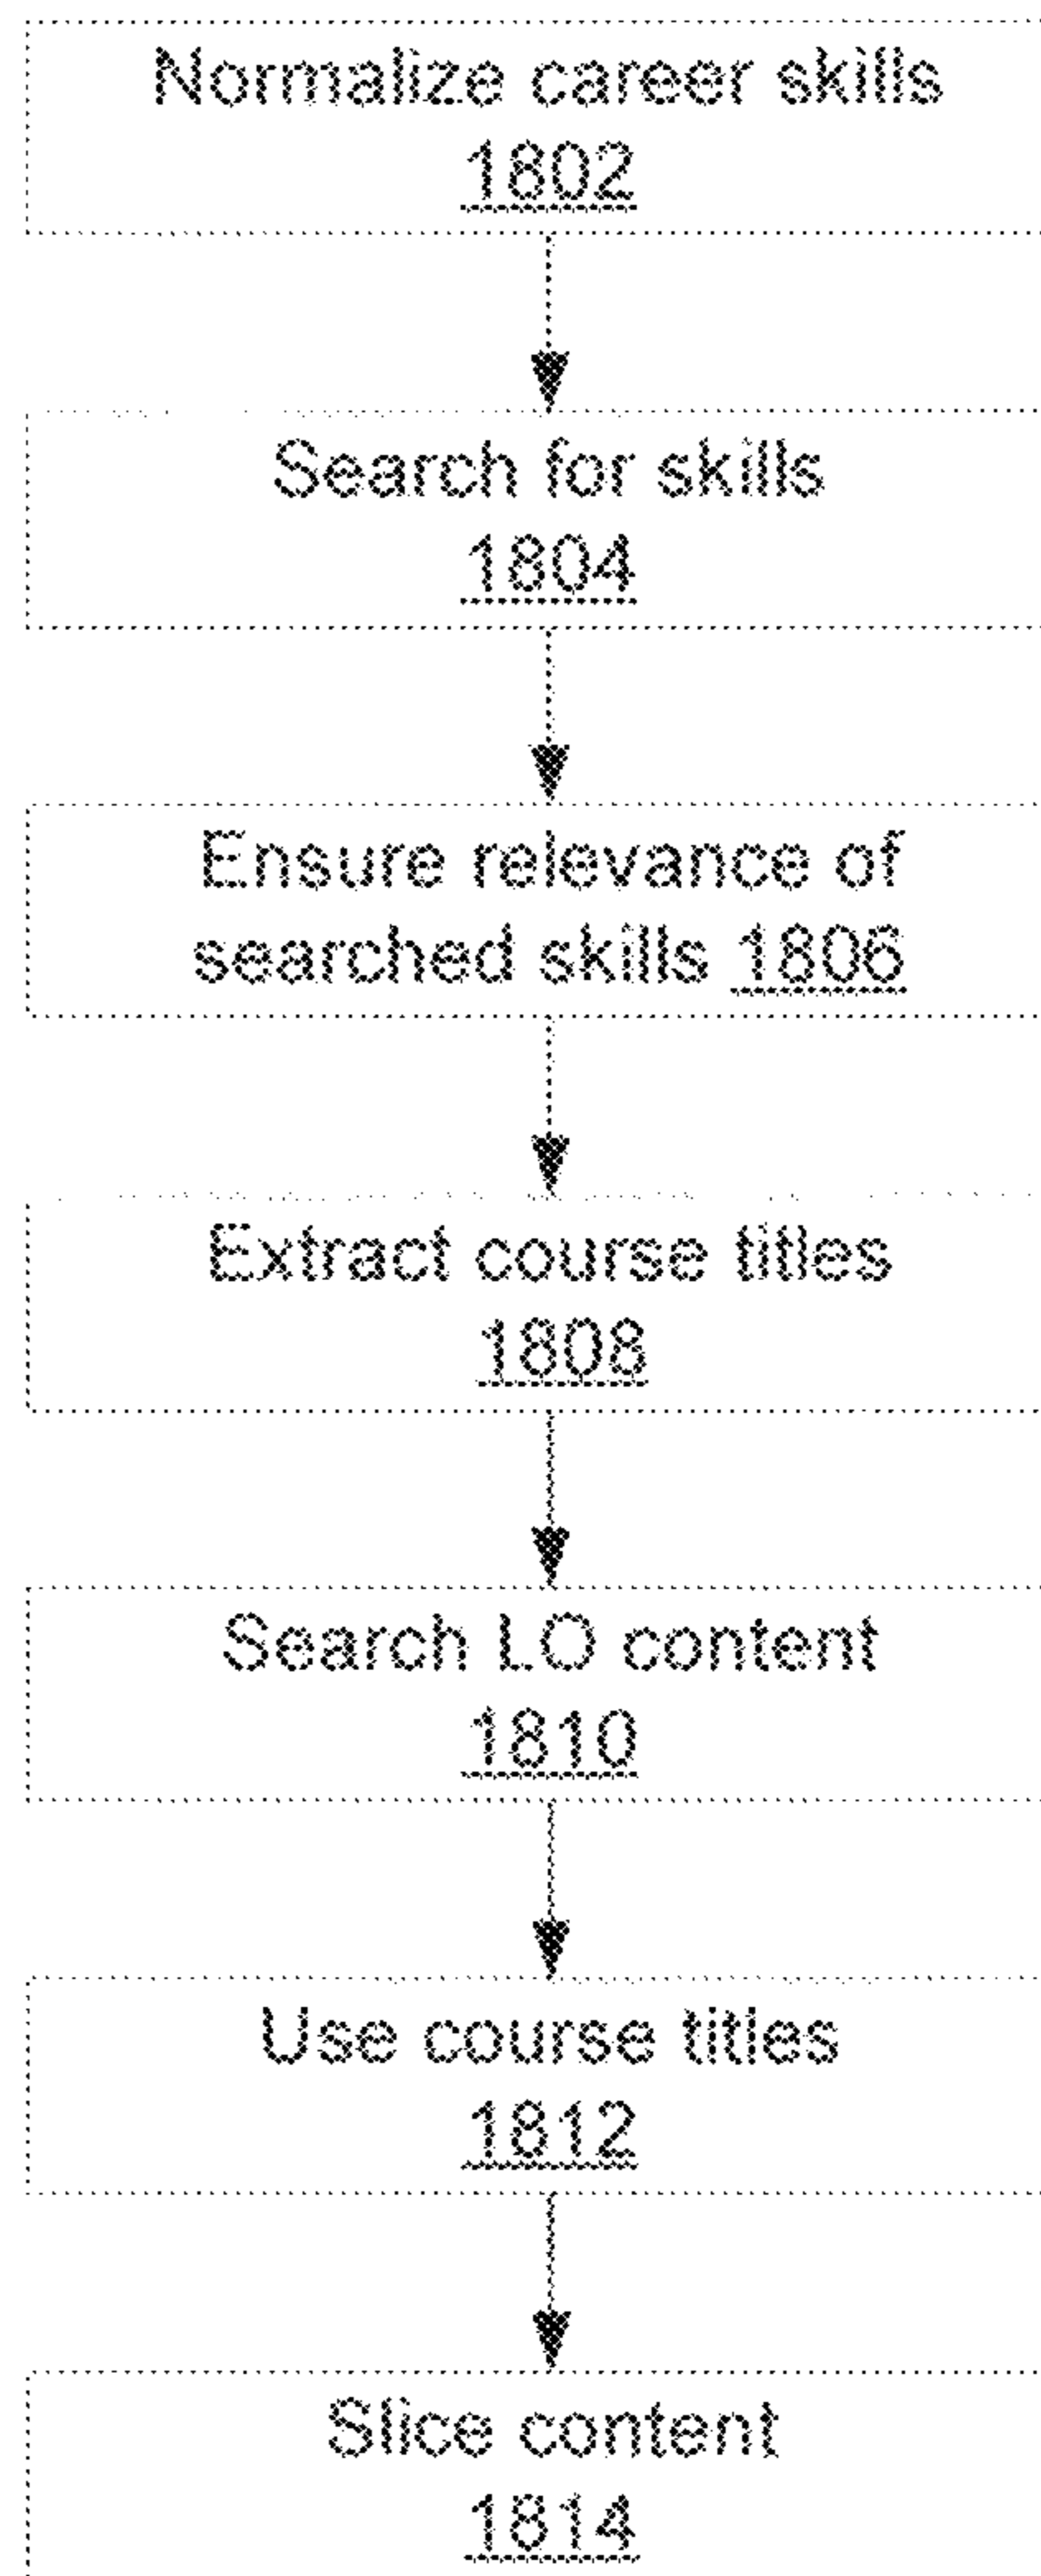 Normalize career skills
1802
Search for skills
1804
Ensure relevance of
searched skills 1806
Extract course titles
1808
Search LO content
1810
Use course titles
1812
Slice content
1814